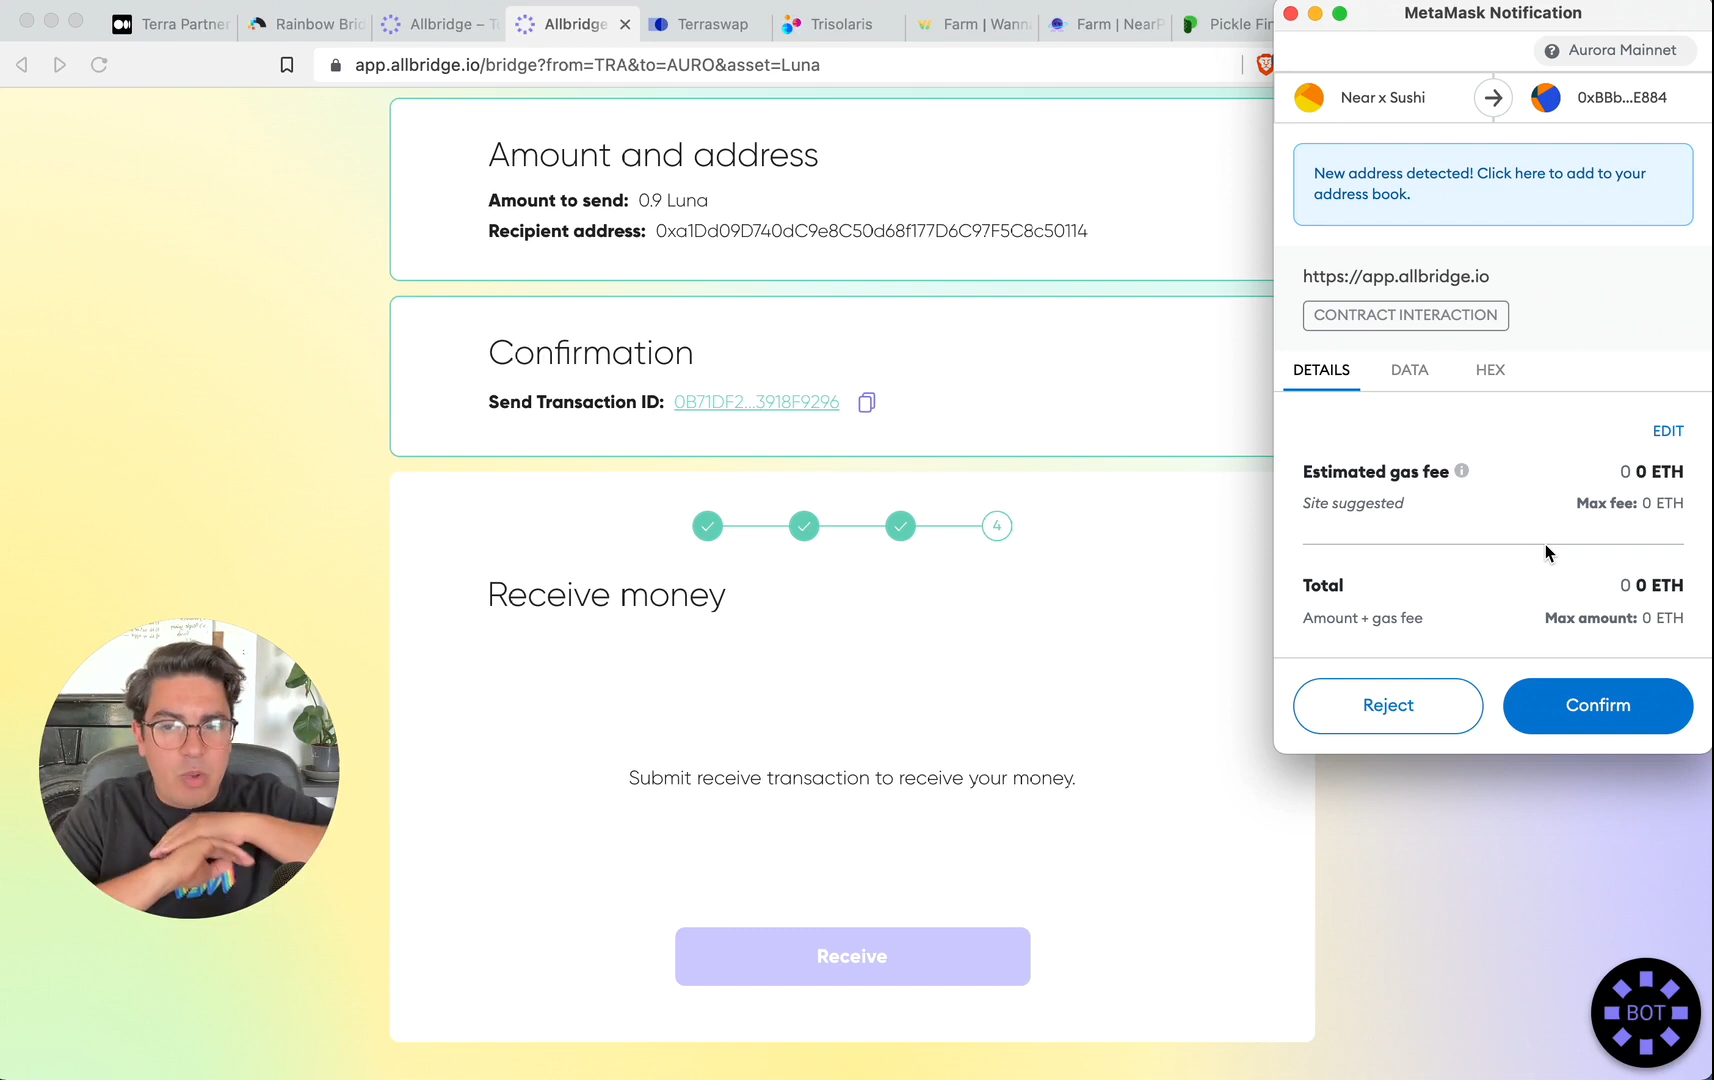 Terra Partner
Rainbow Bri
Allbridge – To
Allbridge
Terraswap
Trisolaris
Farm | Wann
Farm | NearP
Pickle Fin
app.allbridge.io/bridge?from=TRA&to=AURO&asset=Luna
Amount and address
Amount to send: 0.9 Luna
Recipient address: 0xa1Dd09D740dC9e8C50d68f177D6C97F5C8c50114
Confirmation
Send Transaction ID: 0B71DF2...3918F9296
4
Receive money
Submit receive transaction to receive your money.
Receive
MetaMask Notification
Aurora Mainnet
Near x Sushi
0xBBb...E884
New address detected! Click here to add to your
address book.
https://app.allbridge.io
CONTRACT INTERACTION
DETAILS DATA HEX
EDIT
Estimated gas fee 0 0 ETH
Site suggested Max fee: 0 ETH
Total 0 0 ETH
Amount + gas fee Max amount: 0 ETH
Reject Confirm
BOT